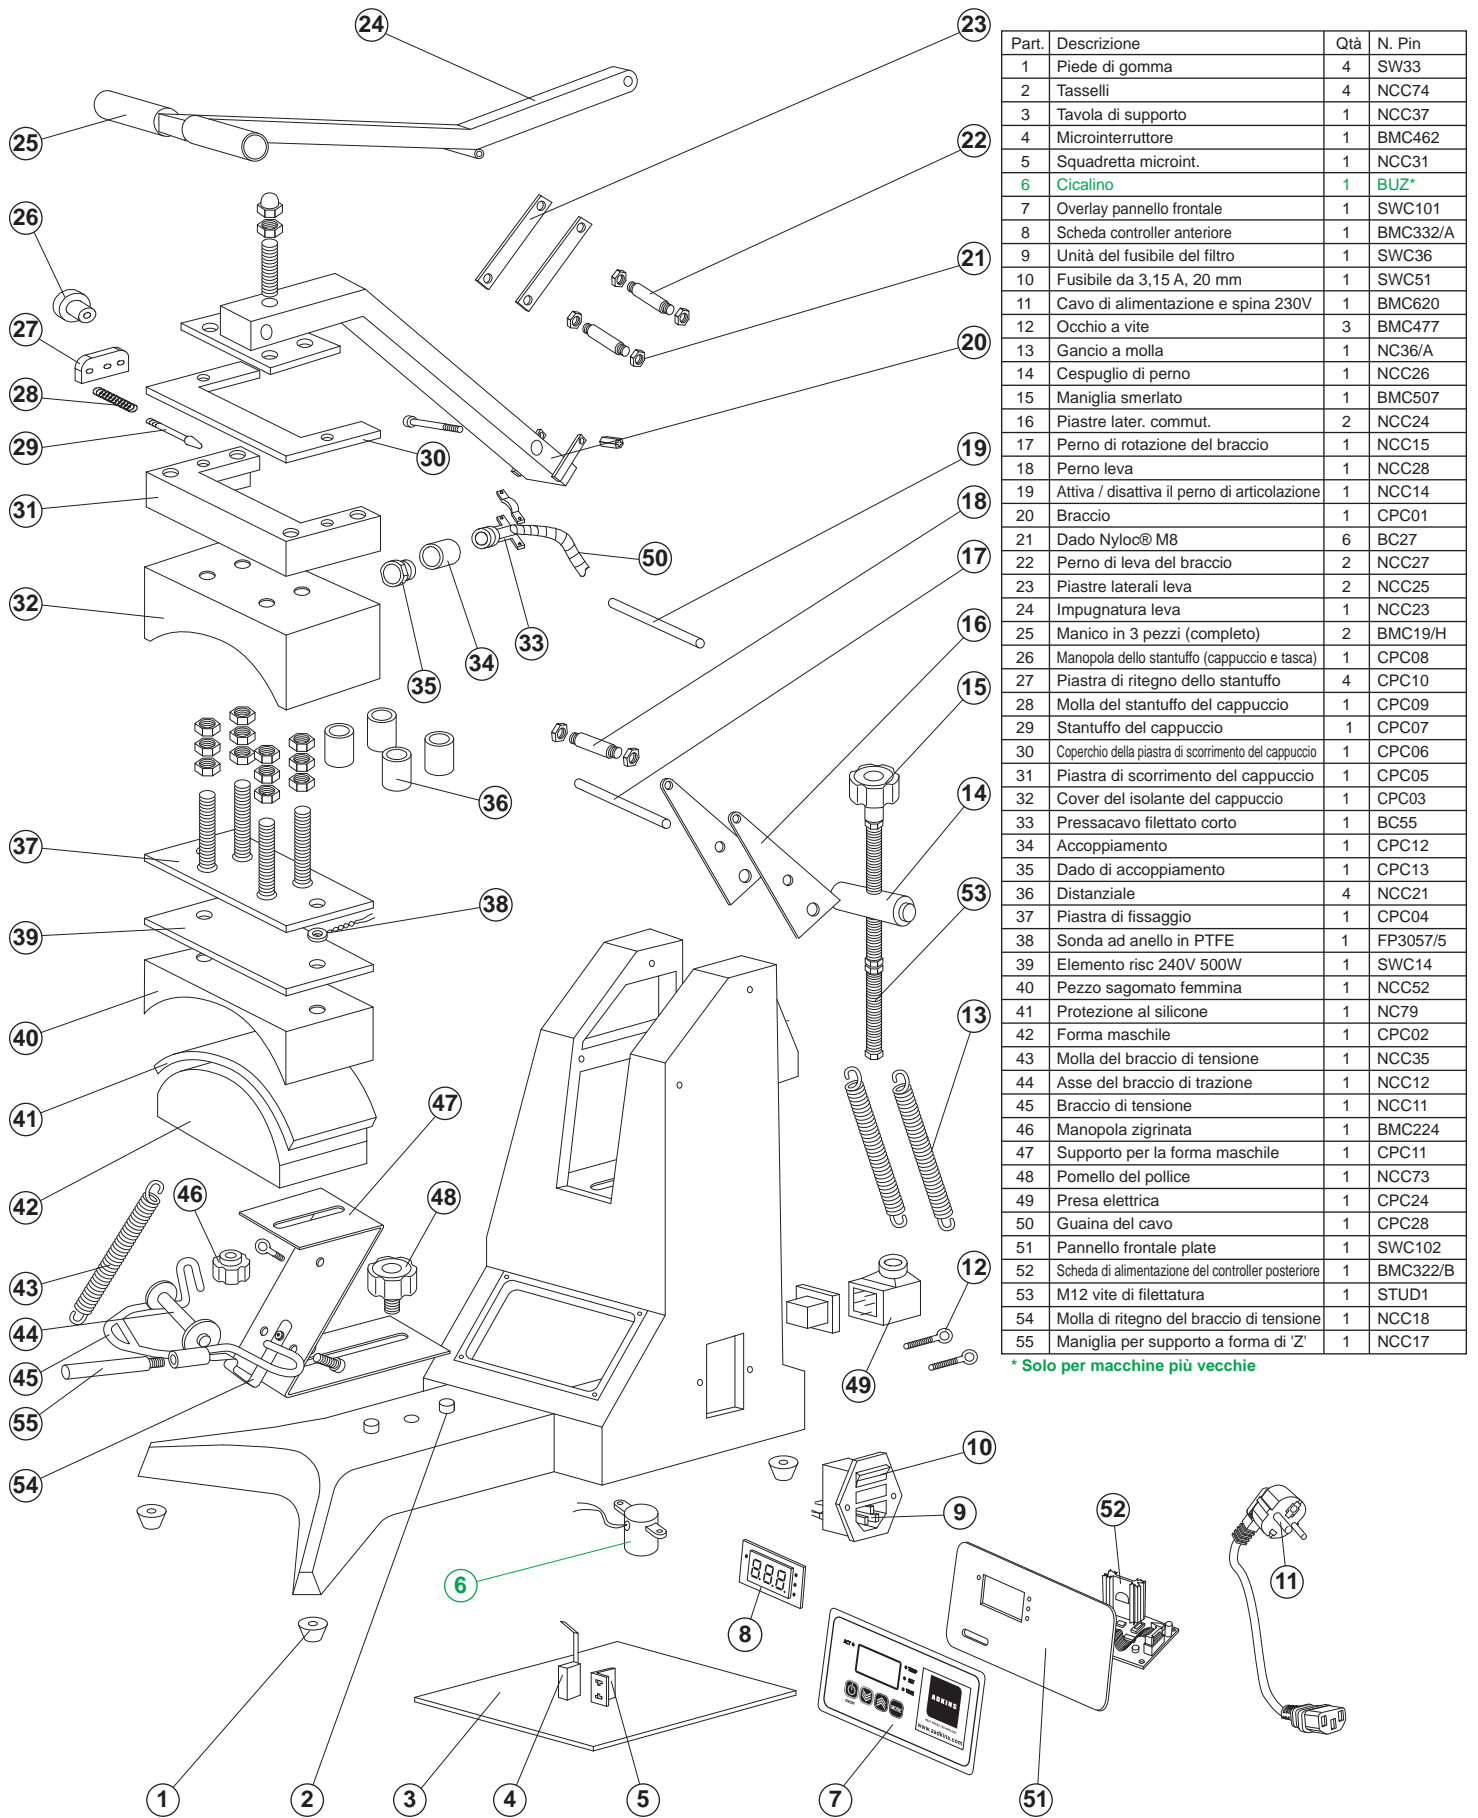 24
23
25
22
26
21
27
20
28
29
30
19
31
18
50
17
32
16
33
34
35
15
36
14
37
38
53
39
13
40
47
41
46
42
48
43
12
44
45
49
55
10
54
52
9
6
11
8
1
2
3
4
5
7
51
8.8.8.
ACT
TEMP
SET
TIME
ON/OFF
MODE
ADKINS
www.aadkins.com
Part. Descrizione Qtà N. Pin
1 Piede di gomma 4 SW33
2 Tasselli 4 NCC74
3 Tavola di supporto 1 NCC37
4 Microinterruttore 1 BMC462
5 Squadretta microint. 1 NCC31
6 Cicalino 1 BUZ*
7 Overlay pannello frontale 1 SWC101
8 Scheda controller anteriore 1 BMC332/A
9 Unità del fusibile del filtro 1 SWC36
10 Fusibile da 3,15 A, 20 mm 1 SWC51
11 Cavo di alimentazione e spina 230V 1 BMC620
12 Occhio a vite 3 BMC477
13 Gancio a molla 1 NC36/A
14 Cespuglio di perno 1 NCC26
15 Maniglia smerlato 1 BMC507
16 Piastre later. commut. 2 NCC24
17 Perno di rotazione del braccio 1 NCC15
18 Perno leva 1 NCC28
19 Attiva / disattiva il perno di articolazione 1 NCC14
20 Braccio 1 CPC01
21 Dado Nyloc® M8 6 BC27
22 Perno di leva del braccio 2 NCC27
23 Piastre laterali leva 2 NCC25
24 Impugnatura leva 1 NCC23
25 Manico in 3 pezzi (completo) 2 BMC19/H
26 Manopola dello stantuffo (cappuccio e tasca) 1 CPC08
27 Piastra di ritegno dello stantuffo 4 CPC10
28 Molla del stantuffo del cappuccio 1 CPC09
29 Stantuffo del cappuccio 1 CPC07
30 Coperchio della piastra di scorrimento del cappuccio 1 CPC06
31 Piastra di scorrimento del cappuccio 1 CPC05
32 Cover del isolante del cappuccio 1 CPC03
33 Pressacavo filettato corto 1 BC55
34 Accoppiamento 1 CPC12
35 Dado di accoppiamento 1 CPC13
36 Distanziale 4 NCC21
37 Piastra di fissaggio 1 CPC04
38 Sonda ad anello in PTFE 1 FP3057/5
39 Elemento risc 240V 500W 1 SWC14
40 Pezzo sagomato femmina 1 NCC52
41 Protezione al silicone 1 NC79
42 Forma maschile 1 CPC02
43 Molla del braccio di tensione 1 NCC35
44 Asse del braccio di trazione 1 NCC12
45 Braccio di tensione 1 NCC11
46 Manopola zigrinata 1 BMC224
47 Supporto per la forma maschile 1 CPC11
48 Pomello del pollice 1 NCC73
49 Presa elettrica 1 CPC24
50 Guaina del cavo 1 CPC28
51 Pannello frontale plate 1 SWC102
52 Scheda di alimentazione del controller posteriore 1 BMC322/B
53 M12 vite di filettatura 1 STUD1
54 Molla di ritegno del braccio di tensione 1 NCC18
55 Maniglia per supporto a forma di 'Z' 1 NCC17
* Solo per macchine più vecchie